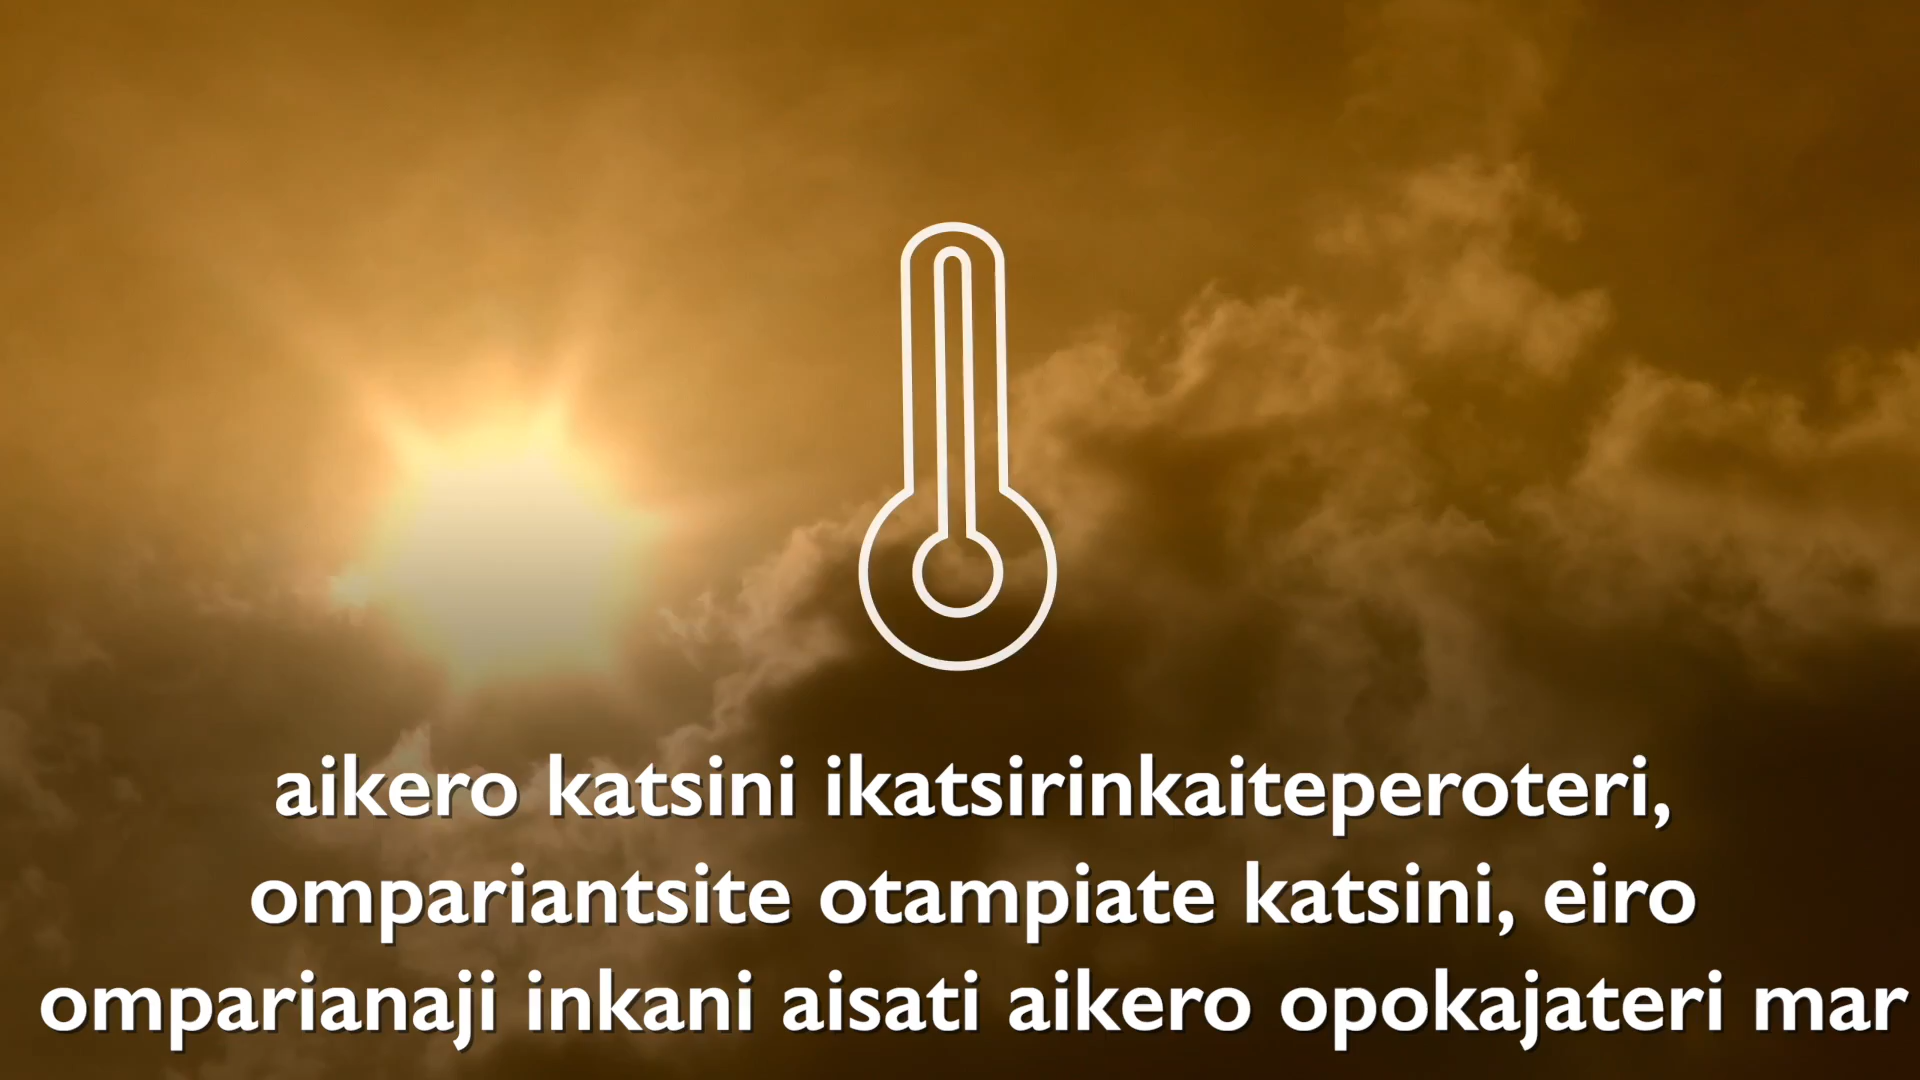 aikero katsini ikatsirinkaiteperoteri,
ompariantsite otampiate katsini, eiro
omparianaji inkani aisati aikero opokajateri mar